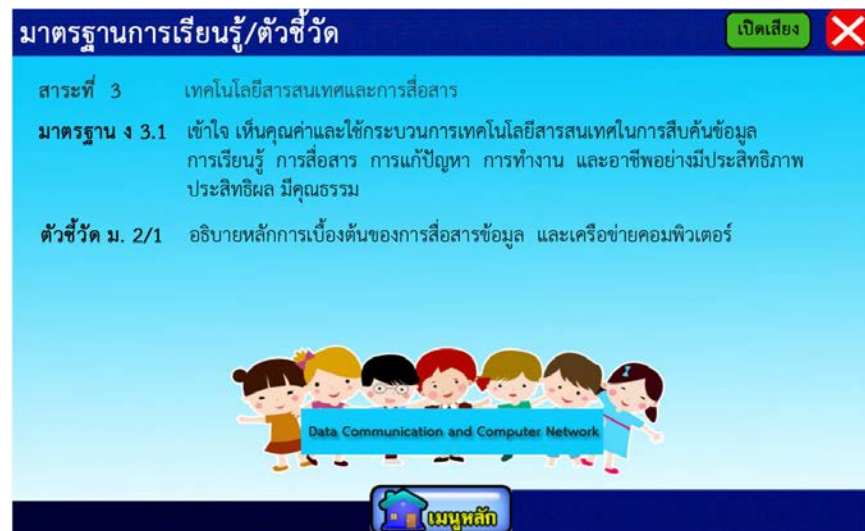 มาตรฐานการเรียนรู้/ตัวชี้วัด เปิดเสียง
สาระที่ 3 เทคโนโลยีสารสนเทศและการสื่อสาร
มาตรฐาน ง 3.1 เข้าใจ เห็นคุณค่าและใช้กระบวนการเทคโนโลยีสารสนเทศในการสืบค้นข้อมูล
การเรียนรู้ การสื่อสาร การแก้ปัญหา การทำงาน และอาชีพอย่างมีประสิทธิภาพ
ประสิทธิผล มีคุณธรรม
ตัวชี้วัด ม. 2/1 อธิบายหลักการเบื้องต้นของการสื่อสารข้อมูล และเครือข่ายคอมพิวเตอร์
Data Communication and Computer Network
เมนูหลัก